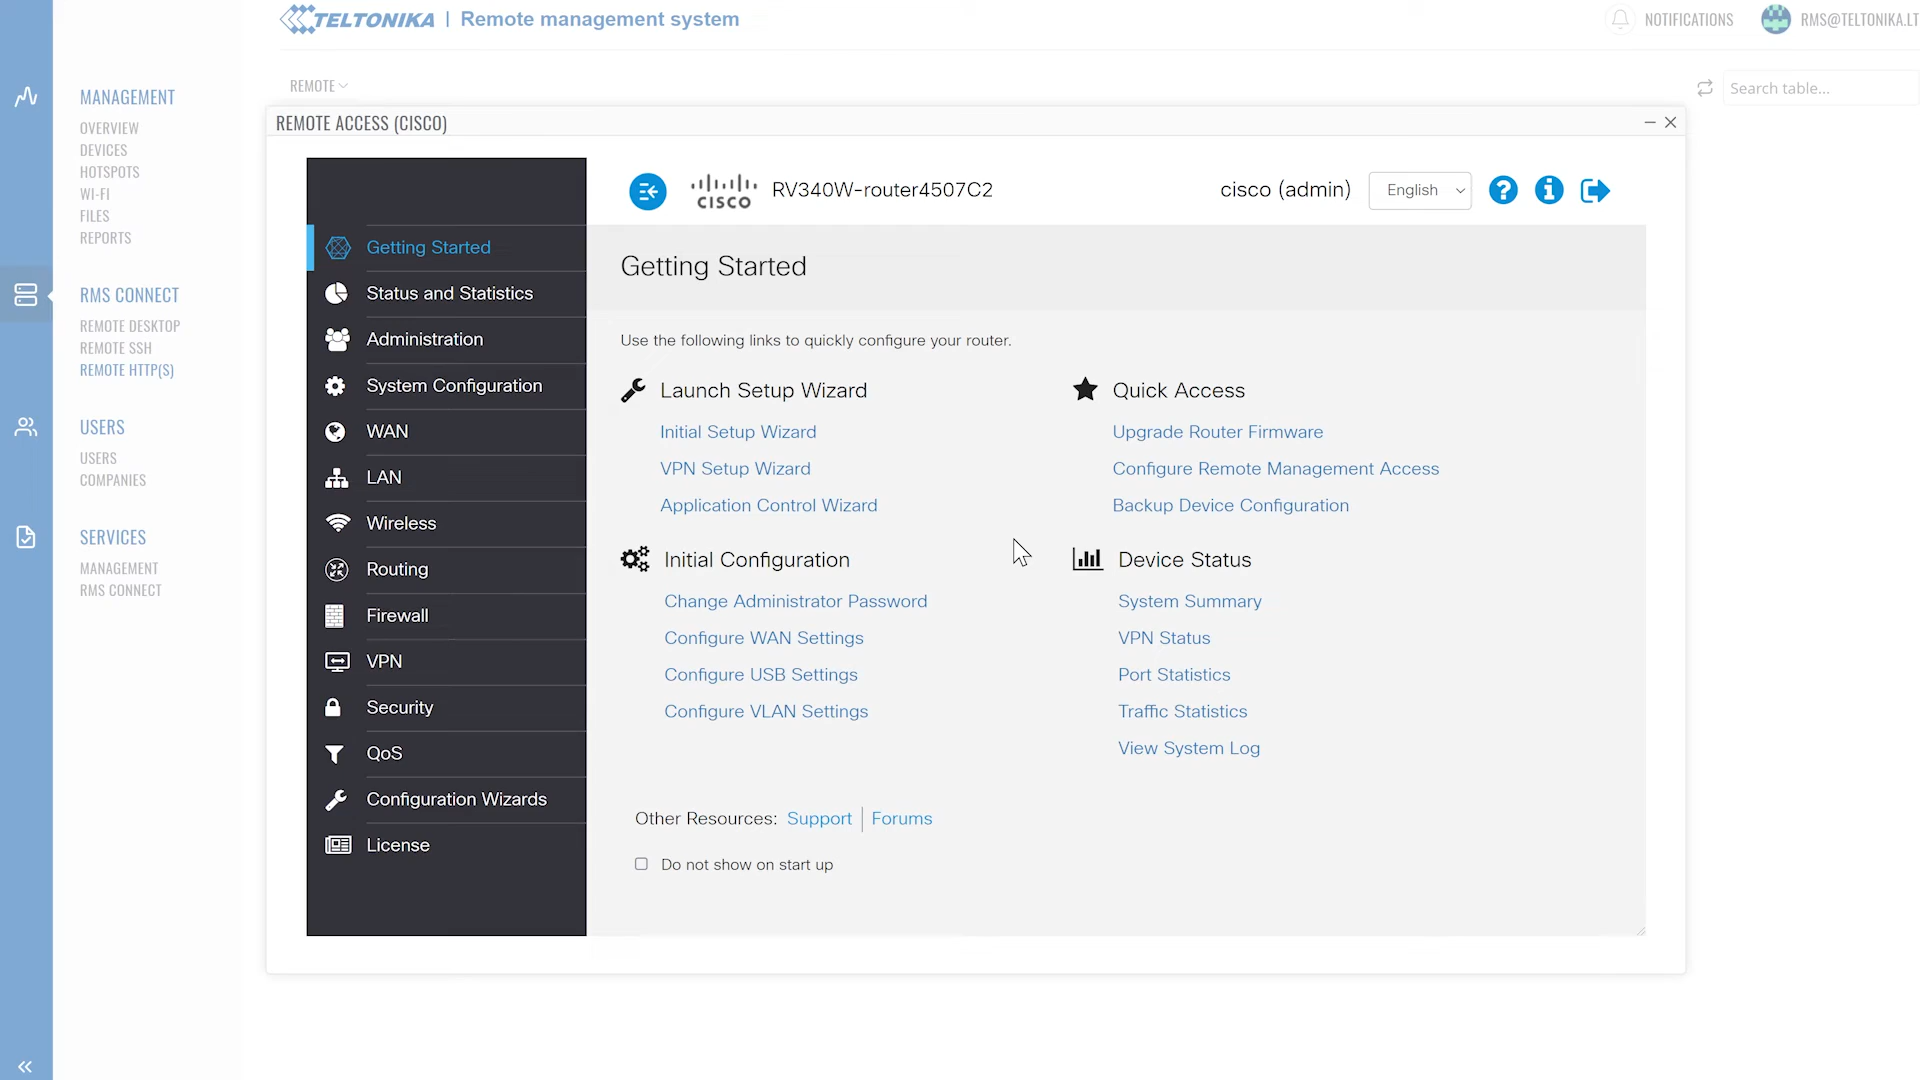 TELTONIKA | Remote management system
NOTIFICATIONS
RMS@TELTONIKA.LT
REMOTE
Search table...
MANAGEMENT
OVERVIEW
DEVICES
HOTSPOTS
WI-FI
FILES
REPORTS
RMS CONNECT
REMOTE DESKTOP
REMOTE SSH
REMOTE HTTP(S)
USERS
USERS
COMPANIES
SERVICES
MANAGEMENT
RMS CONNECT
REMOTE ACCESS (CISCO)
CISCO
RV340W-router4507C2
cisco (admin)
English
Getting Started
Status and Statistics
Administration
System Configuration
WAN
LAN
Wireless
Routing
Firewall
VPN
Security
QoS
Configuration Wizards
License
Getting Started
Use the following links to quickly configure your router.
Launch Setup Wizard
Initial Setup Wizard
VPN Setup Wizard
Application Control Wizard
Quick Access
Upgrade Router Firmware
Configure Remote Management Access
Backup Device Configuration
Initial Configuration
Change Administrator Password
Configure WAN Settings
Configure USB Settings
Configure VLAN Settings
Device Status
System Summary
VPN Status
Port Statistics
Traffic Statistics
View System Log
Other Resources: Support | Forums
Do not show on start up